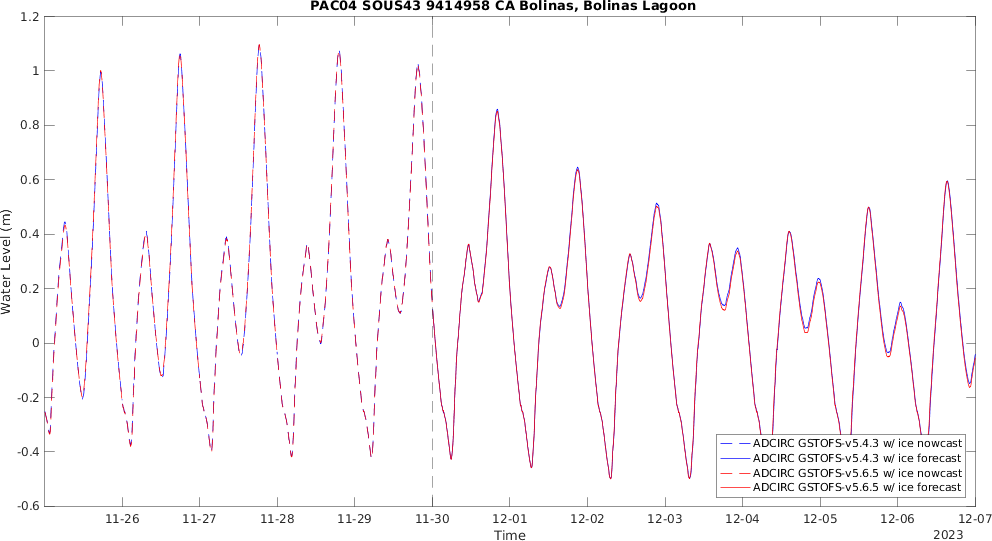 PAC04 SOUS43 9414958 CA Bolinas, Bolinas Lagoon
1.2
1
0.8
0.6
0.4
0.2
0
-0.2
-0.4
-0.6
Water Level (m)
ADCIRC GSTOFS-v5.4.3 w/ ice nowcast
ADCIRC GSTOFS-v5.4.3 w/ ice forecast
ADCIRC GSTOFS-v5.6.5 w/ ice nowcast
ADCIRC GSTOFS-v5.6.5 w/ ice forecast
11-26 11-27 11-28 11-29 11-30 12-01 12-02 12-03 12-04 12-05 12-06 12-07
Time
2023